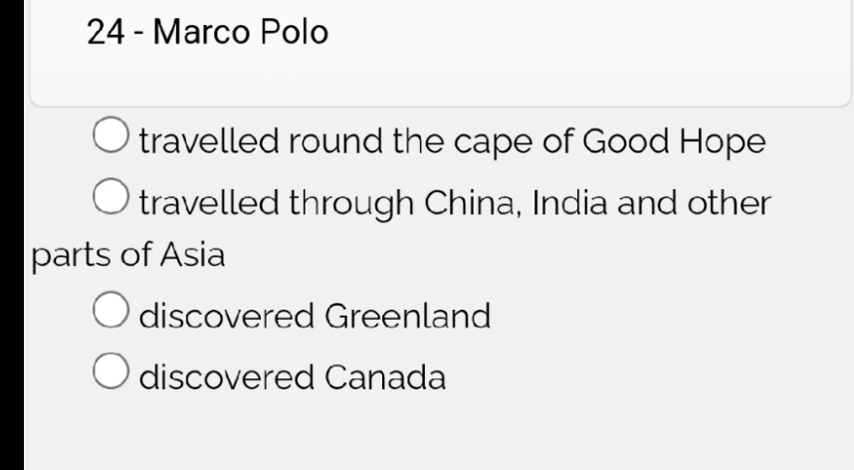 24 - Marco Polo
travelled round the cape of Good Hope
travelled through China, India and other
parts of Asia
discovered Greenland
discovered Canada